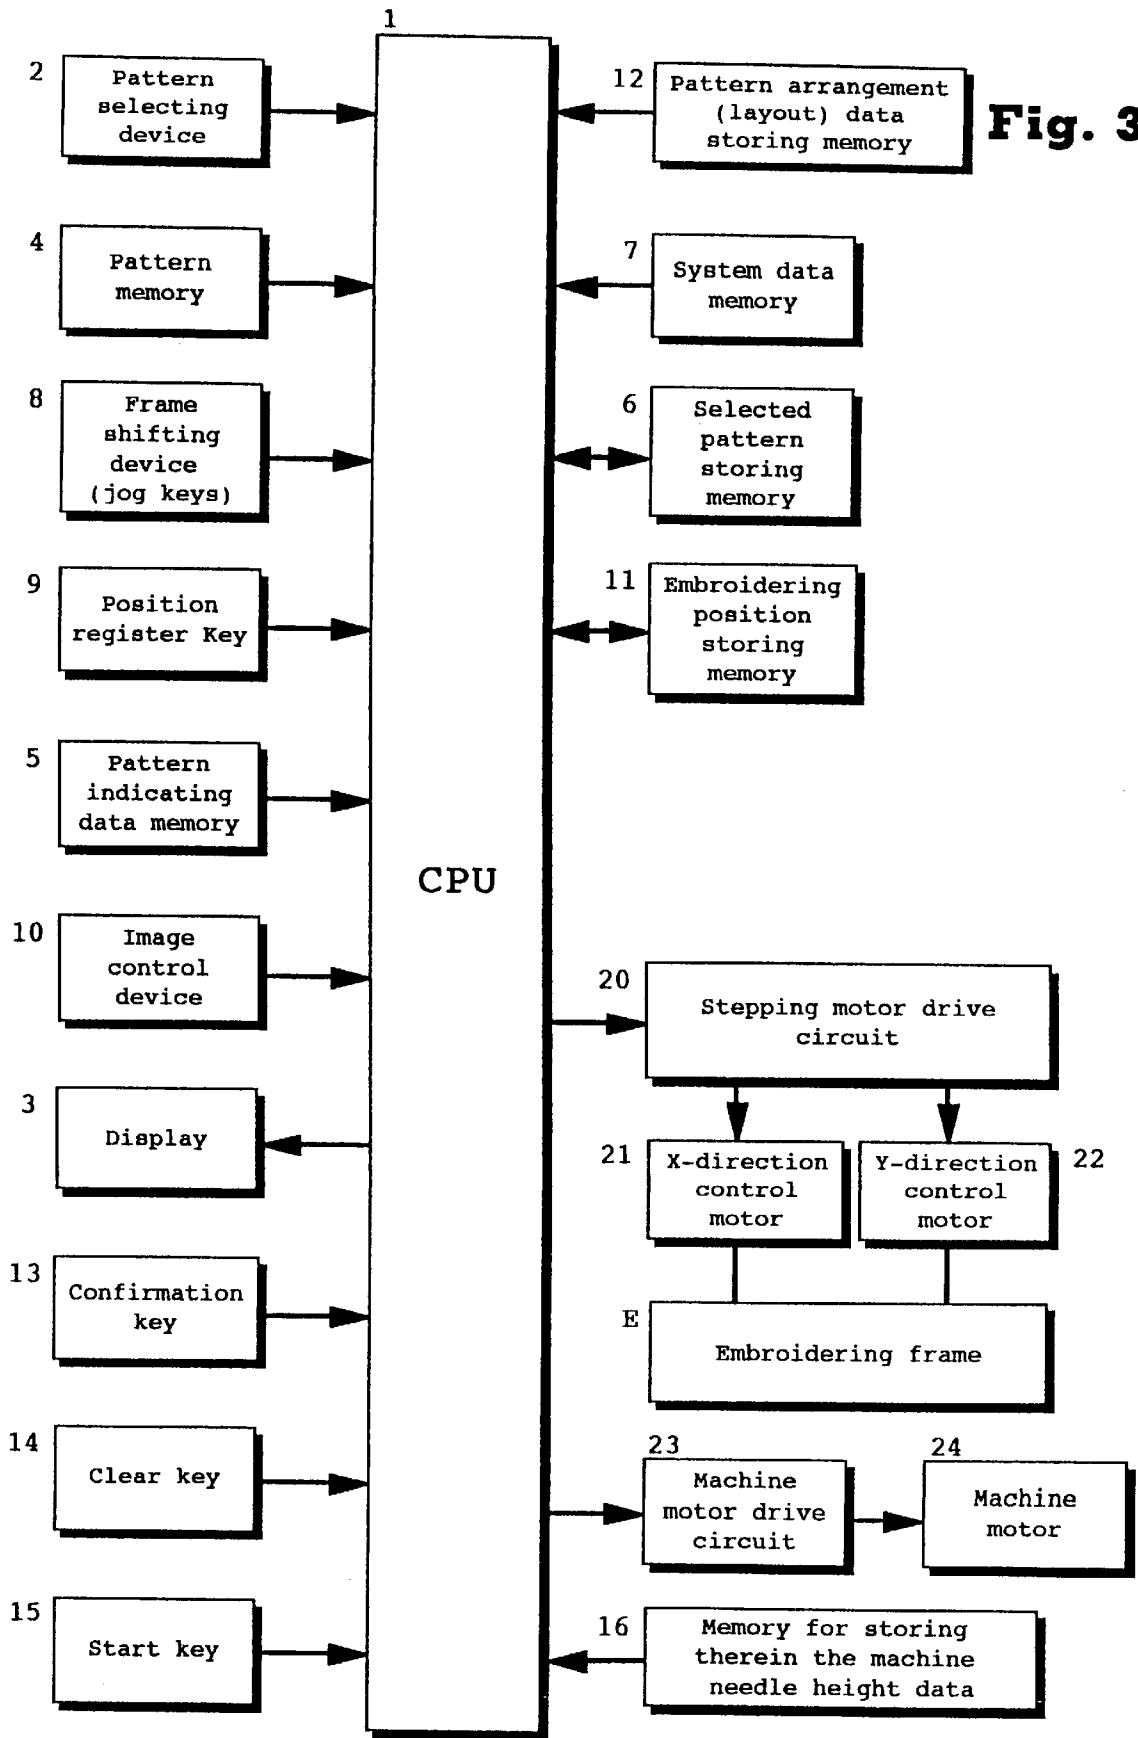 1
2
Pattern
selecting
device
12
Pattern arrangement
(layout) data
storing memory
Fig. 3
4
Pattern
memory
7
System data
memory
8
Frame
shifting
device
(jog keys)
6
Selected
pattern
storing
memory
9
Position
register Key
11
Embroidering
position
storing
memory
5
Pattern
indicating
data memory
CPU
10
Image
control
device
20
Stepping motor drive
circuit
3
Display
21
X-direction
control
motor
Y-direction
control
motor
22
13
Confirmation
key
E
Embroidering frame
14
Clear key
23
Machine
motor drive
circuit
24
Machine
motor
15
Start key
16
Memory for storing
therein the machine
needle height data